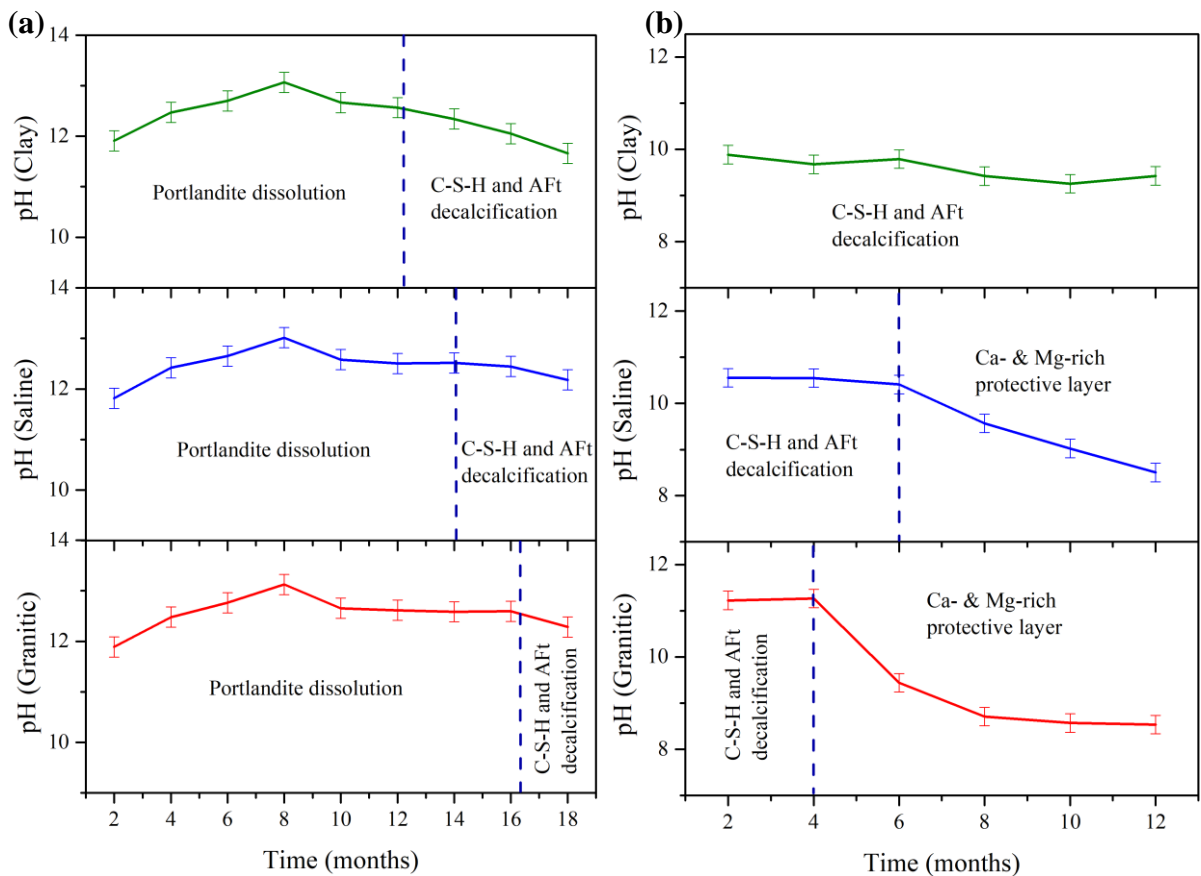 (a)
14
13
12
10
pH (Clay)
Portlandite dissolution
C-S-H and AFt
decalcification
14
12
10
pH (Saline)
Portlandite dissolution
C-S-H and AFt
decalcification
14
12
10
pH (Granitic)
Portlandite dissolution
C-S-H and AFt
decalcification
2 4 6 8 10 12 14 16 18
Time (months)
(b)
12
10
8
pH (Clay)
C-S-H and AFt
decalcification
12
10
8
pH (Saline)
C-S-H and AFt
decalcification
Ca- & Mg-rich
protective layer
12
10
8
pH (Granitic)
C-S-H and AFt
decalcification
Ca- & Mg-rich
protective layer
2 4 6 8 10 12
Time (months)